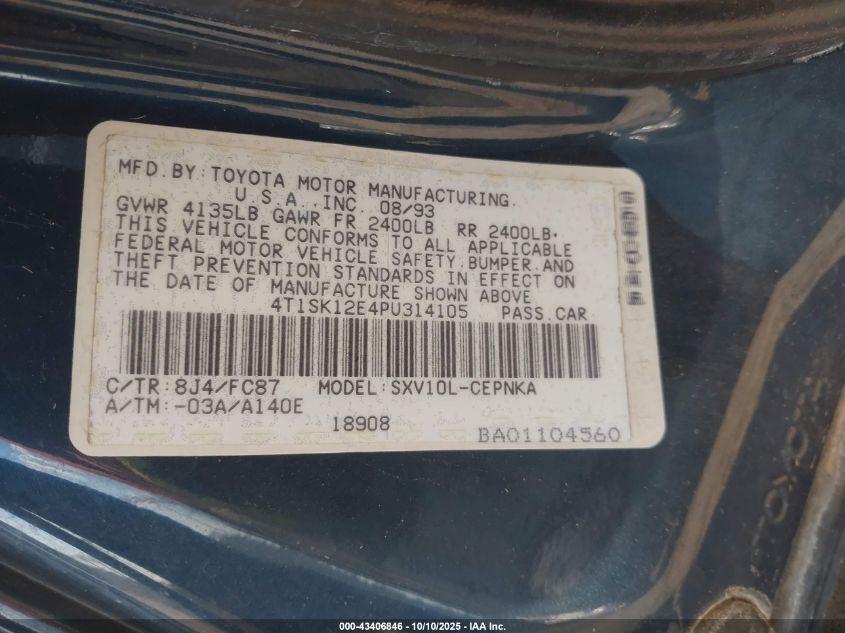 MFD. BY: TOYOTA MOTOR MANUFACTURING.
U.S.A., INC. 08/93
GVWR 4135LB GAWR FR 2400LB RR 2400LB.
THIS VEHICLE CONFORMS TO ALL APPLICABLE
FEDERAL MOTOR VEHICLE SAFETY, BUMPER, AND
THEFT PREVENTION STANDARDS IN EFFECT ON
THE DATE OF MANUFACTURE SHOWN ABOVE
4T1SK12E4PU314105 PASS.CAR
C/TR: 8J4/FC87 MODEL: SXV10L-CEPNKA
A/TM:-03A/A140E
18908
BA01104560
000-43406846 - 10/10/2025 - IAA Inc.